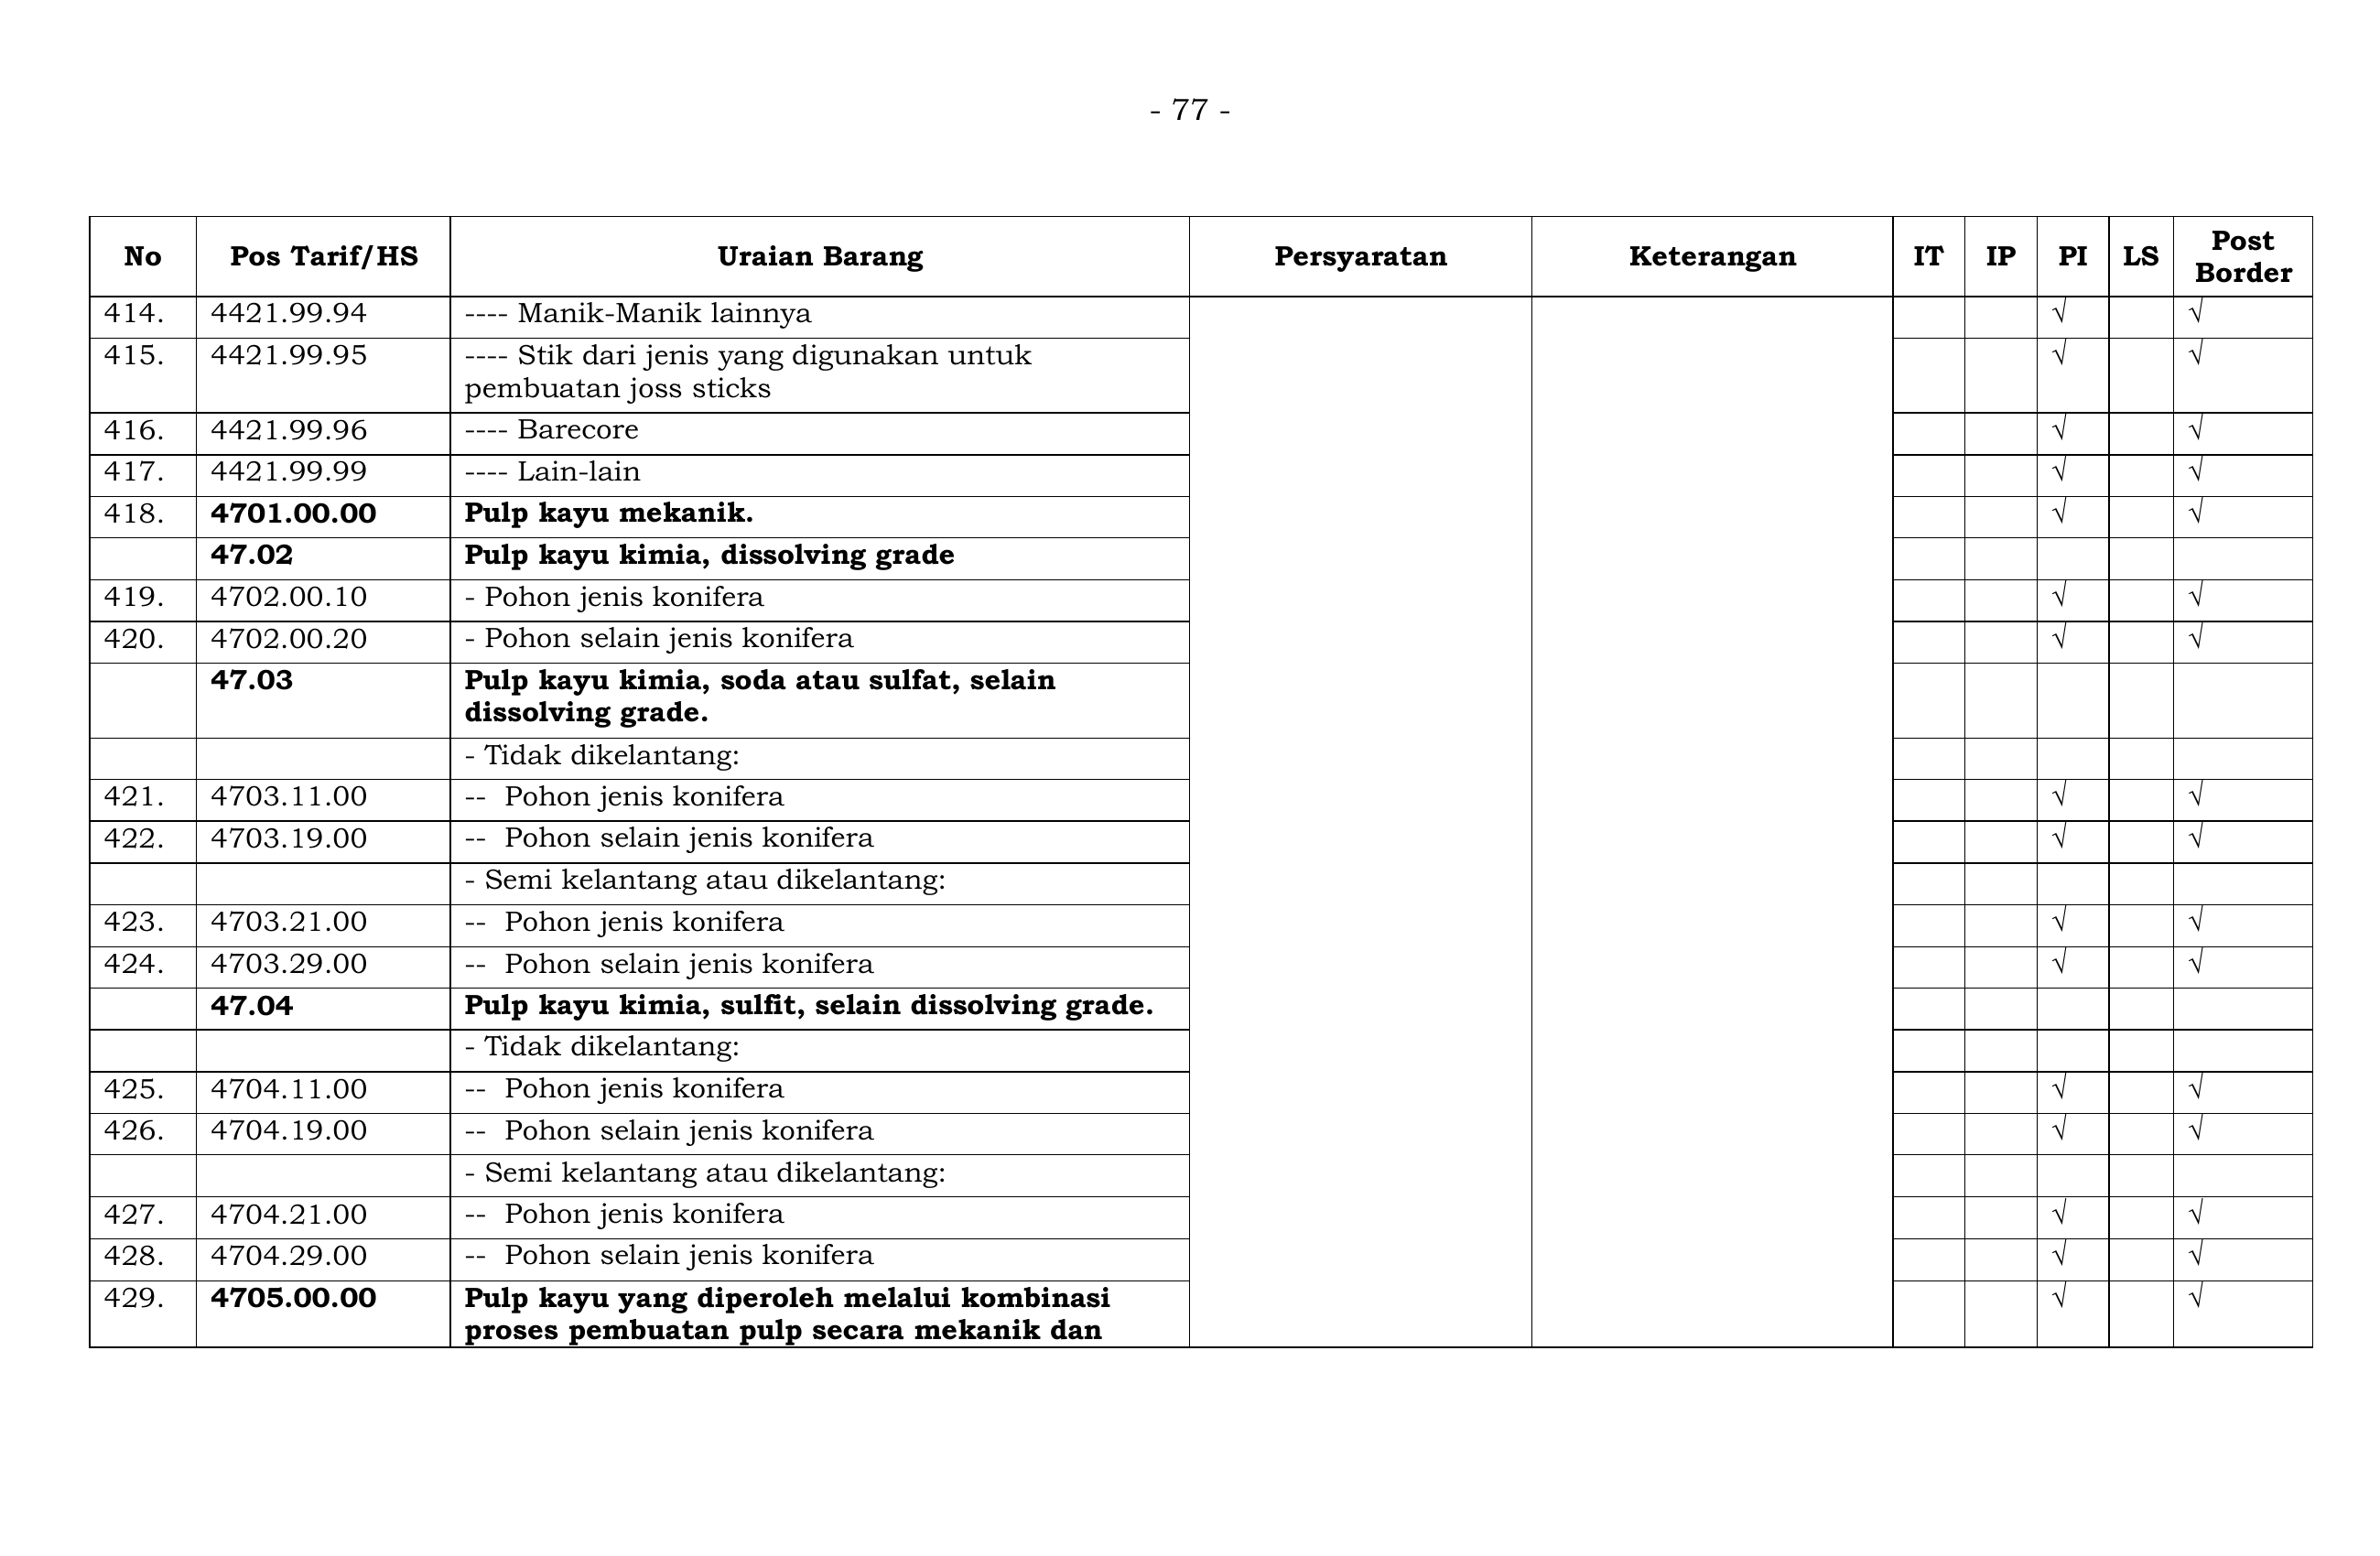 - 77 -
No Pos Tarif/HS Uraian Barang Persyaratan Keterangan IT IP PI LS Post Border
414. 4421.99.94 ---- Manik-Manik lainnya √ √
415. 4421.99.95 ---- Stik dari jenis yang digunakan untuk √ √
pembuatan joss sticks
416. 4421.99.96 ---- Barecore √ √
417. 4421.99.99 ---- Lain-lain √ √
418. 4701.00.00 Pulp kayu mekanik. √ √
47.02 Pulp kayu kimia, dissolving grade
419. 4702.00.10 - Pohon jenis konifera √ √
420. 4702.00.20 - Pohon selain jenis konifera √ √
47.03 Pulp kayu kimia, soda atau sulfat, selain
dissolving grade.
- Tidak dikelantang:
421. 4703.11.00 -- Pohon jenis konifera √ √
422. 4703.19.00 -- Pohon selain jenis konifera √ √
- Semi kelantang atau dikelantang:
423. 4703.21.00 -- Pohon jenis konifera √ √
424. 4703.29.00 -- Pohon selain jenis konifera √ √
47.04 Pulp kayu kimia, sulfit, selain dissolving grade.
- Tidak dikelantang:
425. 4704.11.00 -- Pohon jenis konifera √ √
426. 4704.19.00 -- Pohon selain jenis konifera √ √
- Semi kelantang atau dikelantang:
427. 4704.21.00 -- Pohon jenis konifera √ √
428. 4704.29.00 -- Pohon selain jenis konifera √ √
429. 4705.00.00 Pulp kayu yang diperoleh melalui kombinasi √ √
proses pembuatan pulp secara mekanik dan